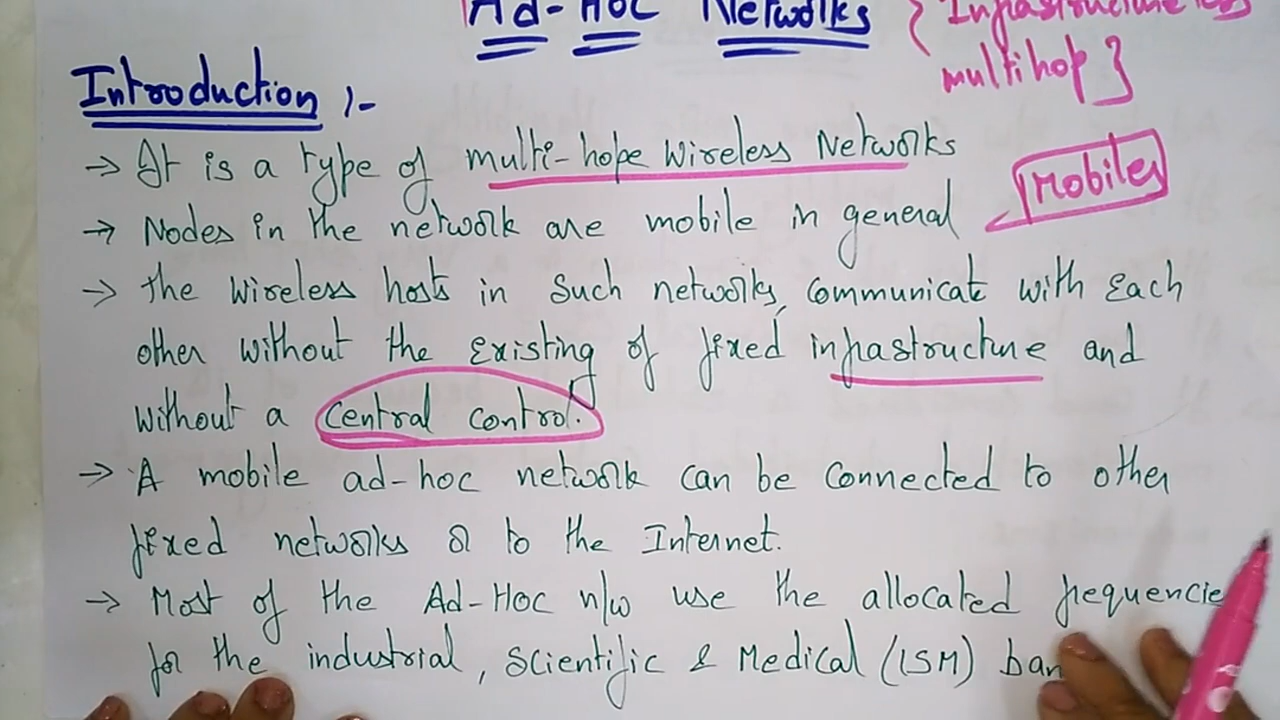 Ad-Hoc Networks { Infrastructureless
multihop }
Introduction :-
→ It is a type of multi-hope Wireless Networks
Mobiles
→ Nodes in the network are mobile in general
→ the Wireless hosts in Such networks, Communicate with Each
other without the Existing of fixed infrastructure and
Without a Central Control.
→ A mobile ad-hoc network can be Connected to other
fixed networks or to the Internet.
→ Most of the Ad-Hoc n/w use the allocated frequencie
for the industrial, Scientific & Medical (ISM) ban